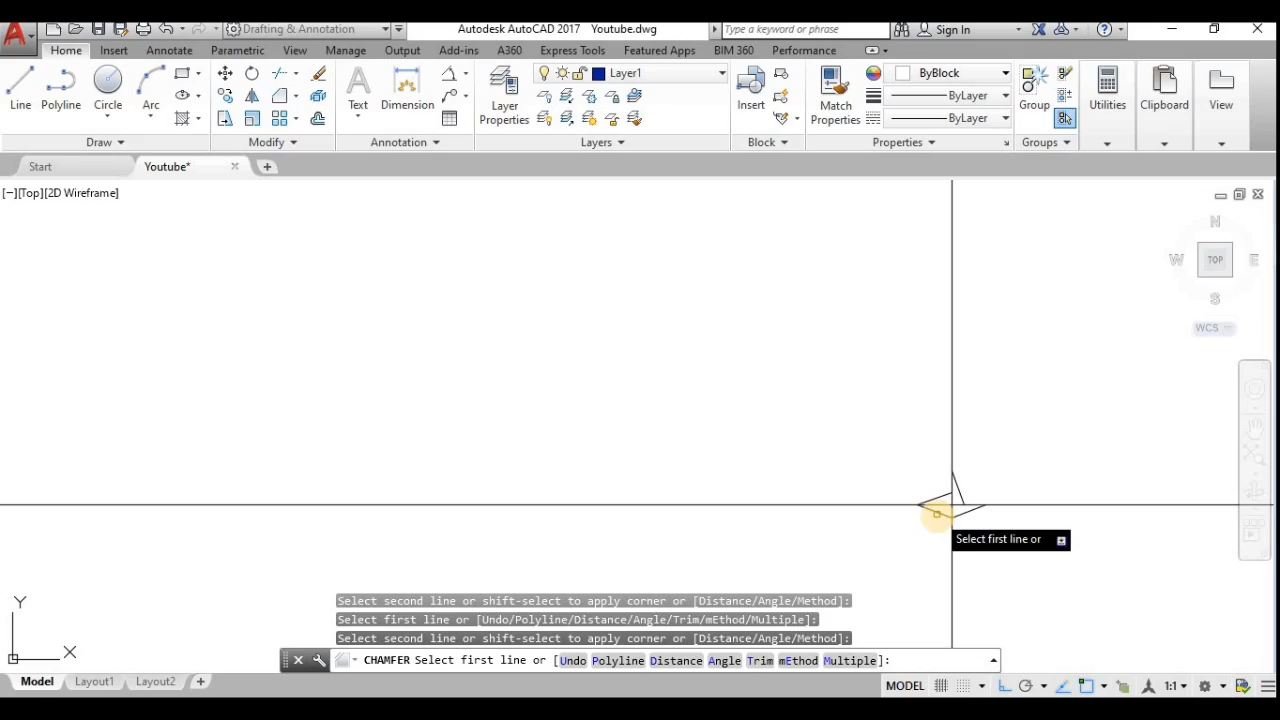 Drafting & Annotation Autodesk AutoCAD 2017 Youtube.dwg Type a keyword or phrase Sign In
Home Insert Annotate Parametric View Manage Output Add-ins A360 Express Tools Featured Apps BIM 360 Performance
Line Polyline Circle Arc Text Dimension Layer Properties Layer1 Insert Match Properties ByBlock ByLayer ByLayer Group Utilities Clipboard View
Draw Modify Annotation Layers Block Properties Groups
Start Youtube*
[−][Top][2D Wireframe]
N
W TOP E
S
WCS
Select first line or
Select second line or shift-select to apply corner or [Distance/Angle/Method]:
Select first line or [Undo/Polyline/Distance/Angle/Trim/mEthod/Multiple]:
Select second line or shift-select to apply corner or [Distance/Angle/Method]:
CHAMFER Select first line or [Undo Polyline Distance Angle Trim mEthod Multiple]:
Y
X
Model Layout1 Layout2 MODEL 1:1